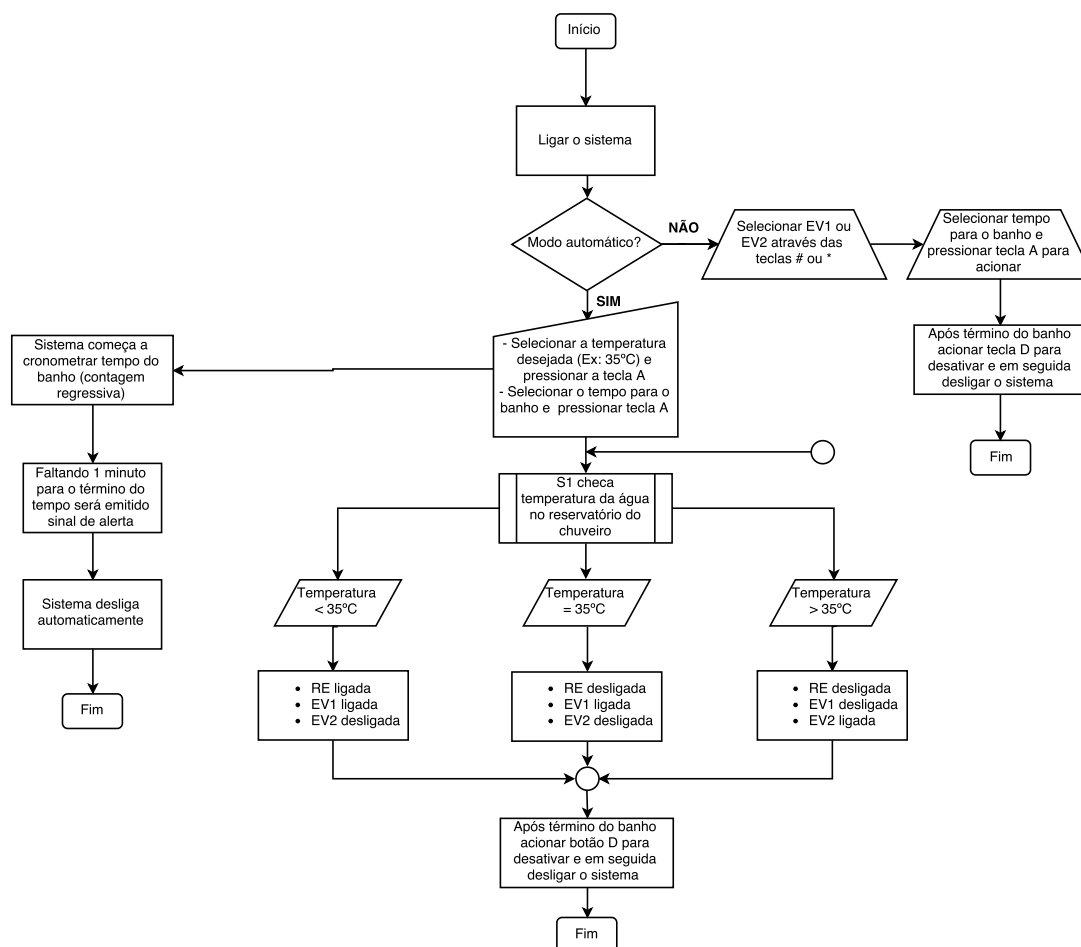 Início
Ligar o sistema
Modo automático?
NÃO
Selecionar EV1 ou
EV2 através das
teclas # ou *
Selecionar tempo
para o banho e
pressionar tecla A para
acionar
Após término do banho
acionar tecla D para
desativar e em seguida
desligar o sistema
Fim
SIM
- Selecionar a temperatura
desejada (Ex: 35ºC) e
pressionar a tecla A
- Selecionar o tempo para o
banho e pressionar tecla A
Sistema começa a
cronometrar tempo do
banho (contagem
regressiva)
Faltando 1 minuto
para o término do
tempo será emitido
sinal de alerta
Sistema desliga
automaticamente
Fim
S1 checa
temperatura da água
no reservatório do
chuveiro
Temperatura
< 35ºC
Temperatura
= 35ºC
Temperatura
> 35ºC
• RE ligada
• EV1 ligada
• EV2 desligada
• RE desligada
• EV1 ligada
• EV2 desligada
• RE desligada
• EV1 desligada
• EV2 ligada
Após término do banho
acionar botão D para
desativar e em seguida
desligar o sistema
Fim